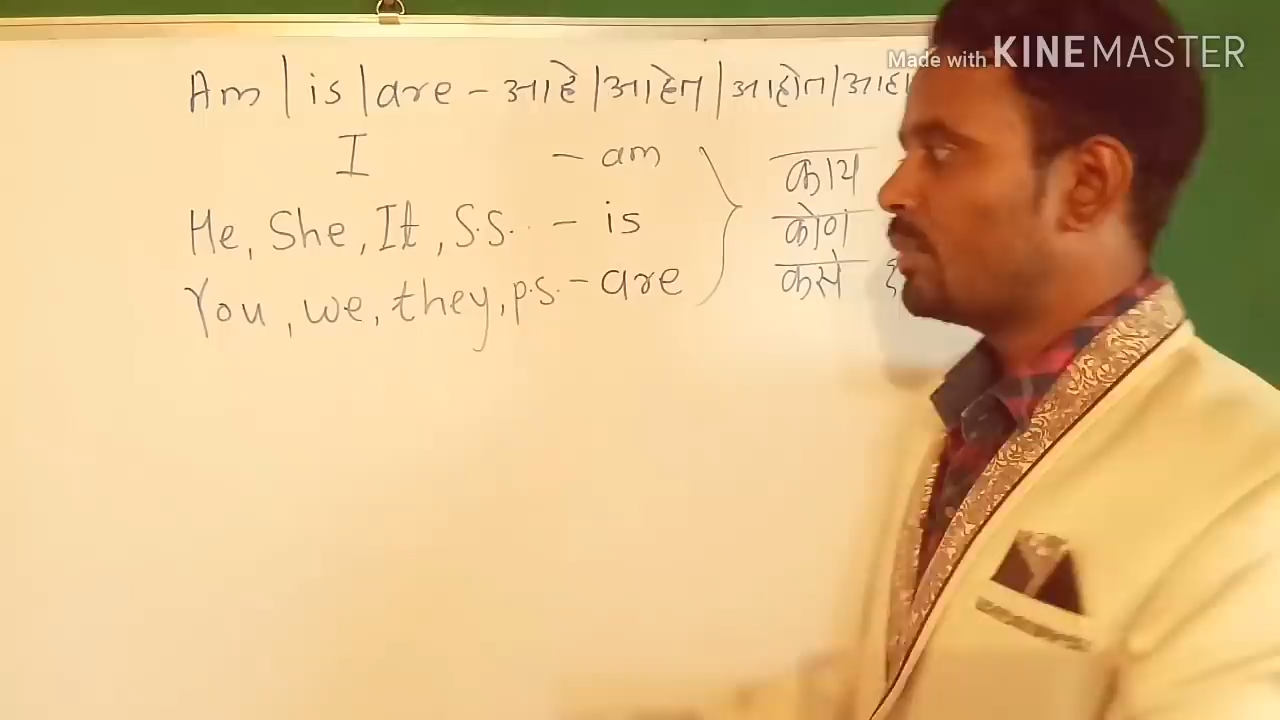 Made with KINEMASTER
Am | is | are - आहे | आहेत | आहोत |
I - am
He, She, It, S.S. - is
You, we, they, p.s. - are
काय
कोण
कसे